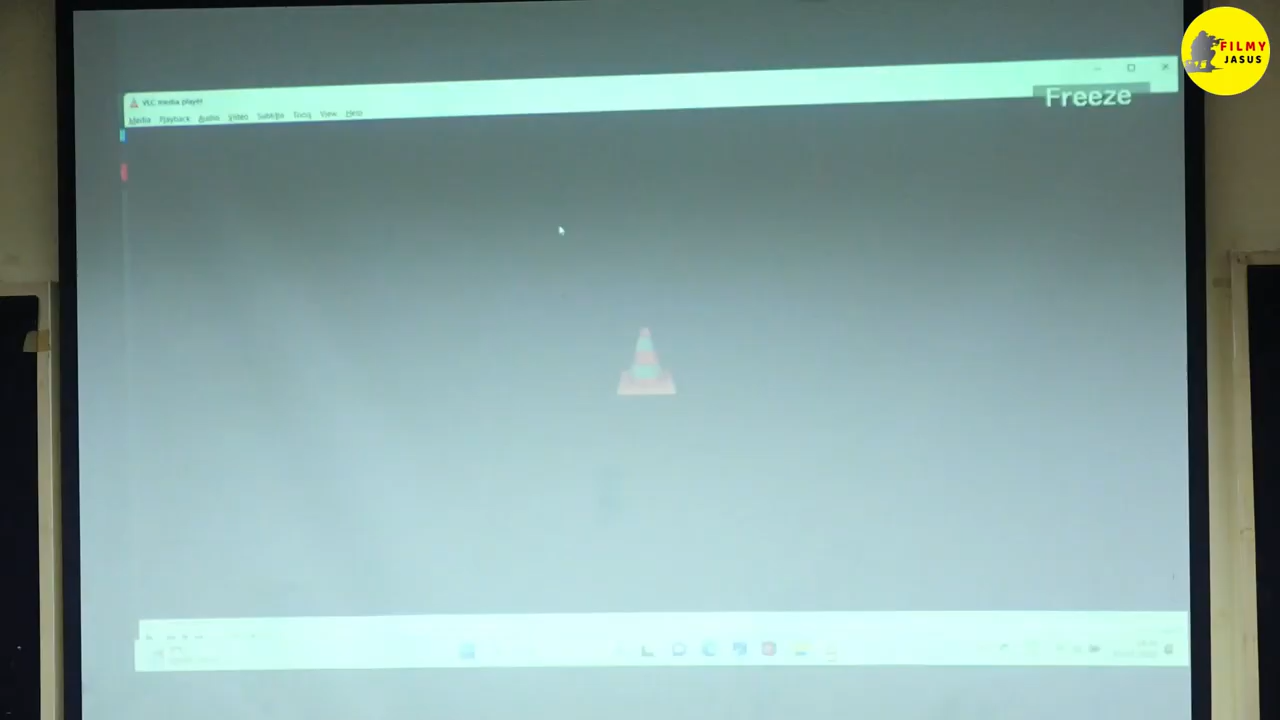 FILMY
JASUS
VLC media player
Freeze
Media Playback Audio Video Subtitle Tools View Help